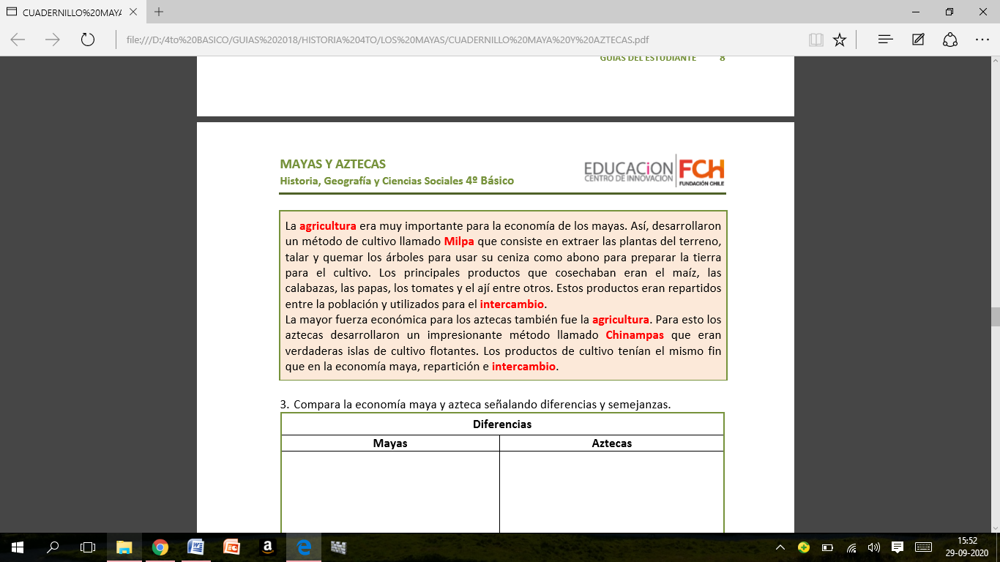 CUADERNILLO%20MAYA
file:///D:/4to%20BASICO/GUIAS%202018/HISTORIA%204TO/LOS%20MAYAS/CUADERNILLO%20MAYA%20Y%20AZTECAS.pdf
GUÍAS DEL ESTUDIANTE 8
MAYAS Y AZTECAS
Historia, Geografía y Ciencias Sociales 4º Básico
EDUCACiON
CENTRO DE INNOVACION
FCH
FUNDACIÓN CHILE
La agricultura era muy importante para la economía de los mayas. Así, desarrollaron
un método de cultivo llamado Milpa que consiste en extraer las plantas del terreno,
talar y quemar los árboles para usar su ceniza como abono para preparar la tierra
para el cultivo. Los principales productos que cosechaban eran el maíz, las
calabazas, las papas, los tomates y el ají entre otros. Estos productos eran repartidos
entre la población y utilizados para el intercambio.
La mayor fuerza económica para los aztecas también fue la agricultura. Para esto los
aztecas desarrollaron un impresionante método llamado Chinampas que eran
verdaderas islas de cultivo flotantes. Los productos de cultivo tenían el mismo fin
que en la economía maya, repartición e intercambio.
3. Compara la economía maya y azteca señalando diferencias y semejanzas.
Diferencias
Mayas Aztecas
15:52
29-09-2020